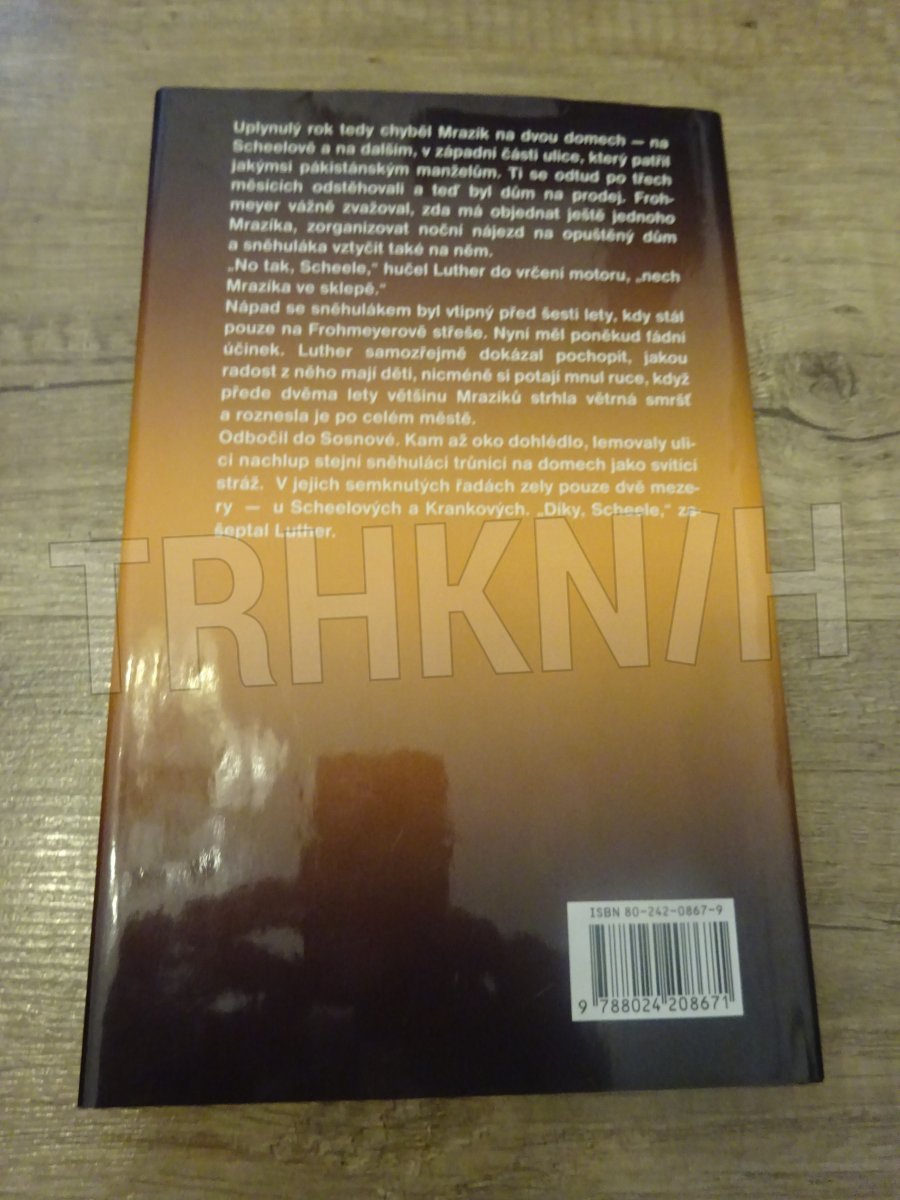 Uplynulý rok tedy chyběl Mrazík na dvou domech — na
Scheelově a na dalším, v západní části ulice, který patřil
jakýmsi pákistánským manželům. Ti se odtud po třech
měsících odstěhovali a teď byl dům na prodej. Froh-
meyer vážně zvažoval, zda má objednat ještě jednoho
Mrazíka, zorganizovat noční nájezd na opuštěný dům
a sněhuláka vztyčit také na něm.
„No tak, Scheele,“ hučel Luther do vrčení motoru, „nech
Mrazíka ve sklepě.“
Nápad se sněhulákem byl vtipný před šesti lety, kdy stál
pouze na Frohmeyerově střeše. Nyní měl poněkud fádní
účinek. Luther samozřejmě dokázal pochopit, jakou
radost z něho mají děti, nicméně si potají mnul ruce, když
přede dvěma lety většinu Mrazíků strhla větrná smršť
a roznesla je po celém městě.
Odbočil do Sosnové. Kam až oko dohlédlo, lemovaly uli-
ci nachlup stejní sněhuláci trůnící na domech jako svítící
stráž. V jejich semknutých řadách zely pouze dvě meze-
ry — u Scheelových a Krankových. „Díky, Scheele,“ za-
šeptal Luther.
TRHKNIH
ISBN 80-242-0867-9
9 788024 208671